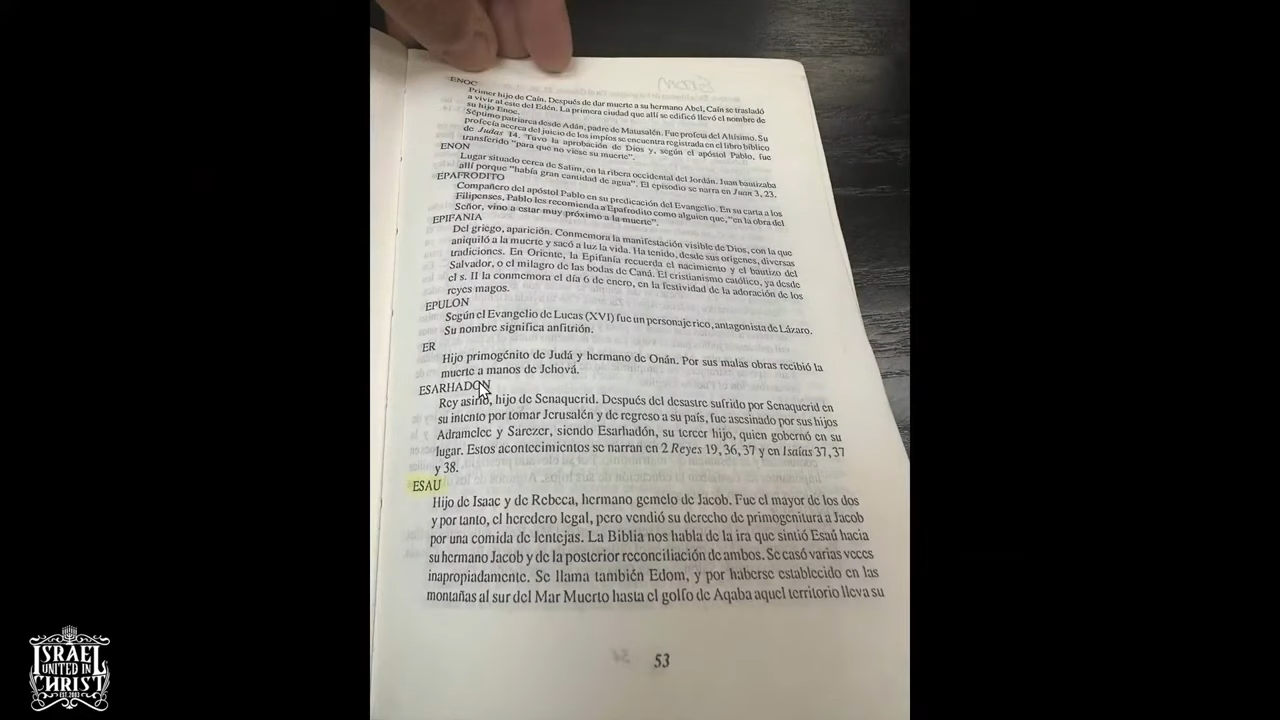 ENOC
Primer hijo de Caín. Después de dar muerte a su hermano Abel, Caín se trasladó
a vivir al este del Edén. La primera ciudad que allí se edificó llevó el nombre de
su hijo Enoc.
Séptimo patriarca desde Adán, padre de Matusalén. Fue profeta del Altísimo. Su
profecía acerca del juicio de los impíos se encuentra registrada en el libro bíblico
de Judas 14. Tuvo la aprobación de Dios y, según el apóstol Pablo, fue
transferido "para que no viese su muerte".
ENON
Lugar situado cerca de Salim, en la ribera occidental del Jordán. Juan bautizaba
allí porque "había gran cantidad de agua". El episodio se narra en Juan 3, 23.
EPAFRODITO
Compañero del apóstol Pablo en su predicación del Evangelio. En su carta a los
Filipenses, Pablo les recomienda a Epafrodito como alguien que, "en la obra del
Señor, vino a estar muy próximo a la muerte".
EPIFANIA
Del griego, aparición. Conmemora la manifestación visible de Dios, con la que
aniquiló a la muerte y sacó a luz la vida. Ha tenido, desde sus orígenes, diversas
tradiciones. En Oriente, la Epifanía recuerda el nacimiento y el bautizo del
Salvador, o el milagro de las bodas de Caná. El cristianismo católico, ya desde
el s. II la conmemora el día 6 de enero, en la festividad de la adoración de los
reyes magos.
EPULON
Según el Evangelio de Lucas (XVI) fue un personaje rico, antagonista de Lázaro.
Su nombre significa anfitrión.
ER
Hijo primogénito de Judá y hermano de Onán. Por sus malas obras recibió la
muerte a manos de Jehová.
ESARHADON
Rey asirio, hijo de Senaquerid. Después del desastre sufrido por Senaquerid en
su intento por tomar Jerusalén y de regreso a su país, fue asesinado por sus hijos
Adramelec y Sarezer, siendo Esarhadón, su tercer hijo, quien gobernó en su
lugar. Estos acontecimientos se narran en 2 Reyes 19, 36, 37 y en Isaías 37, 37
y 38.
ESAÚ
Hijo de Isaac y de Rebeca, hermano gemelo de Jacob. Fue el mayor de los dos
y por tanto, el heredero legal, pero vendió su derecho de primogenitura a Jacob
por una comida de lentejas. La Biblia nos habla de la ira que sintió Esaú hacia
su hermano Jacob y de la posterior reconciliación de ambos. Se casó varias veces
inapropiadamente. Se llama también Edom, y por haberse establecido en las
montañas al sur del Mar Muerto hasta el golfo de Aqaba aquel territorio lleva su
53
ISRAEL
UNITED IN
CHRIST
EST. 2003